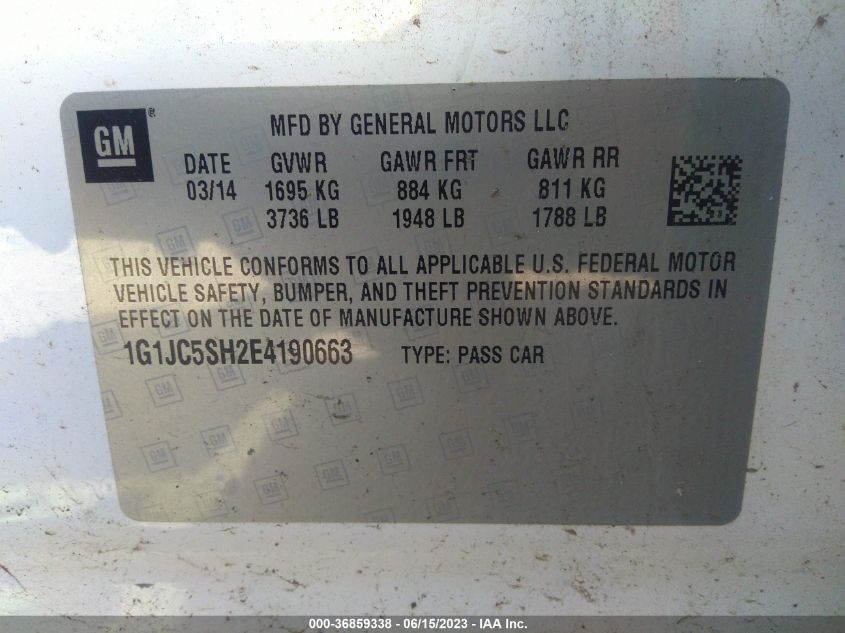 GM®
MFD BY GENERAL MOTORS LLC
DATE GVWR GAWR FRT GAWR RR
03/14 1695 KG 884 KG 811 KG
3736 LB 1948 LB 1788 LB
THIS VEHICLE CONFORMS TO ALL APPLICABLE U.S. FEDERAL MOTOR
VEHICLE SAFETY, BUMPER, AND THEFT PREVENTION STANDARDS IN
EFFECT ON THE DATE OF MANUFACTURE SHOWN ABOVE.
1G1JC5SH2E4190663 TYPE: PASS CAR
000-36859338 - 06/15/2023 - IAA Inc.